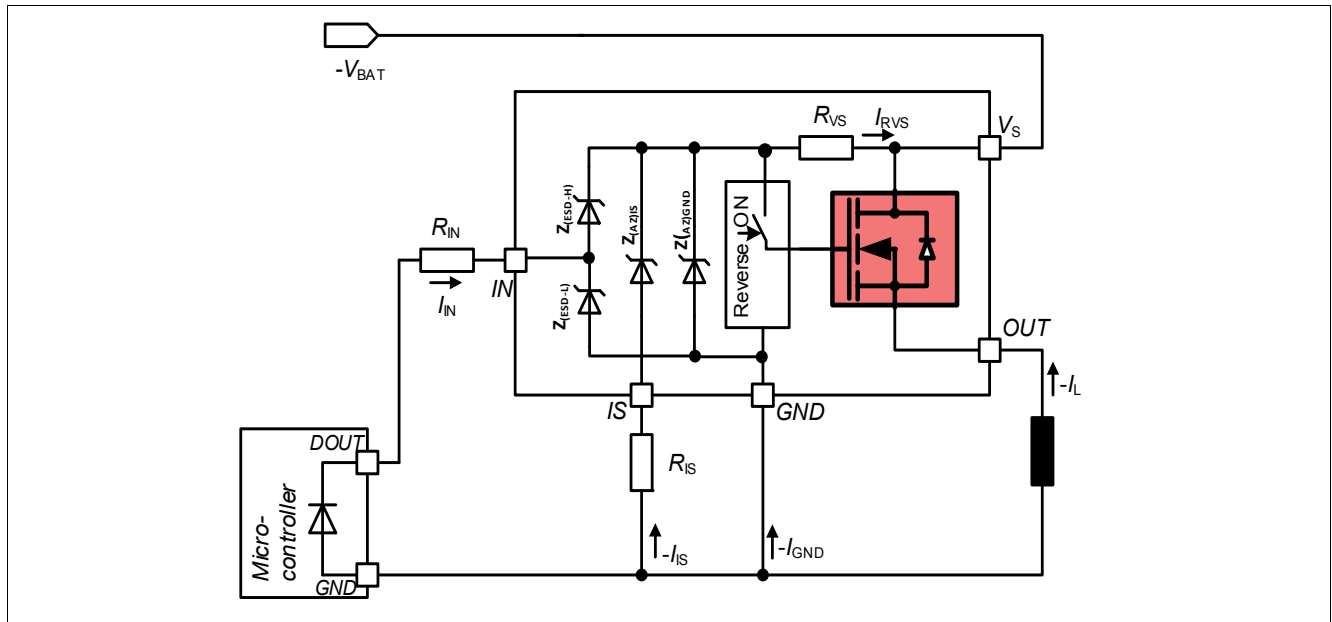 -VBAT
RVS
IRVS
VS
Z(ESD-H)
Z(AZ)IS
Z(AZ)GND
Reverse ON
RIN
IIN
IN
Z(ESD-L)
OUT
IS
GND
-IL
DOUT
RIS
Micro-
controller
-IIS
-IGND
GND